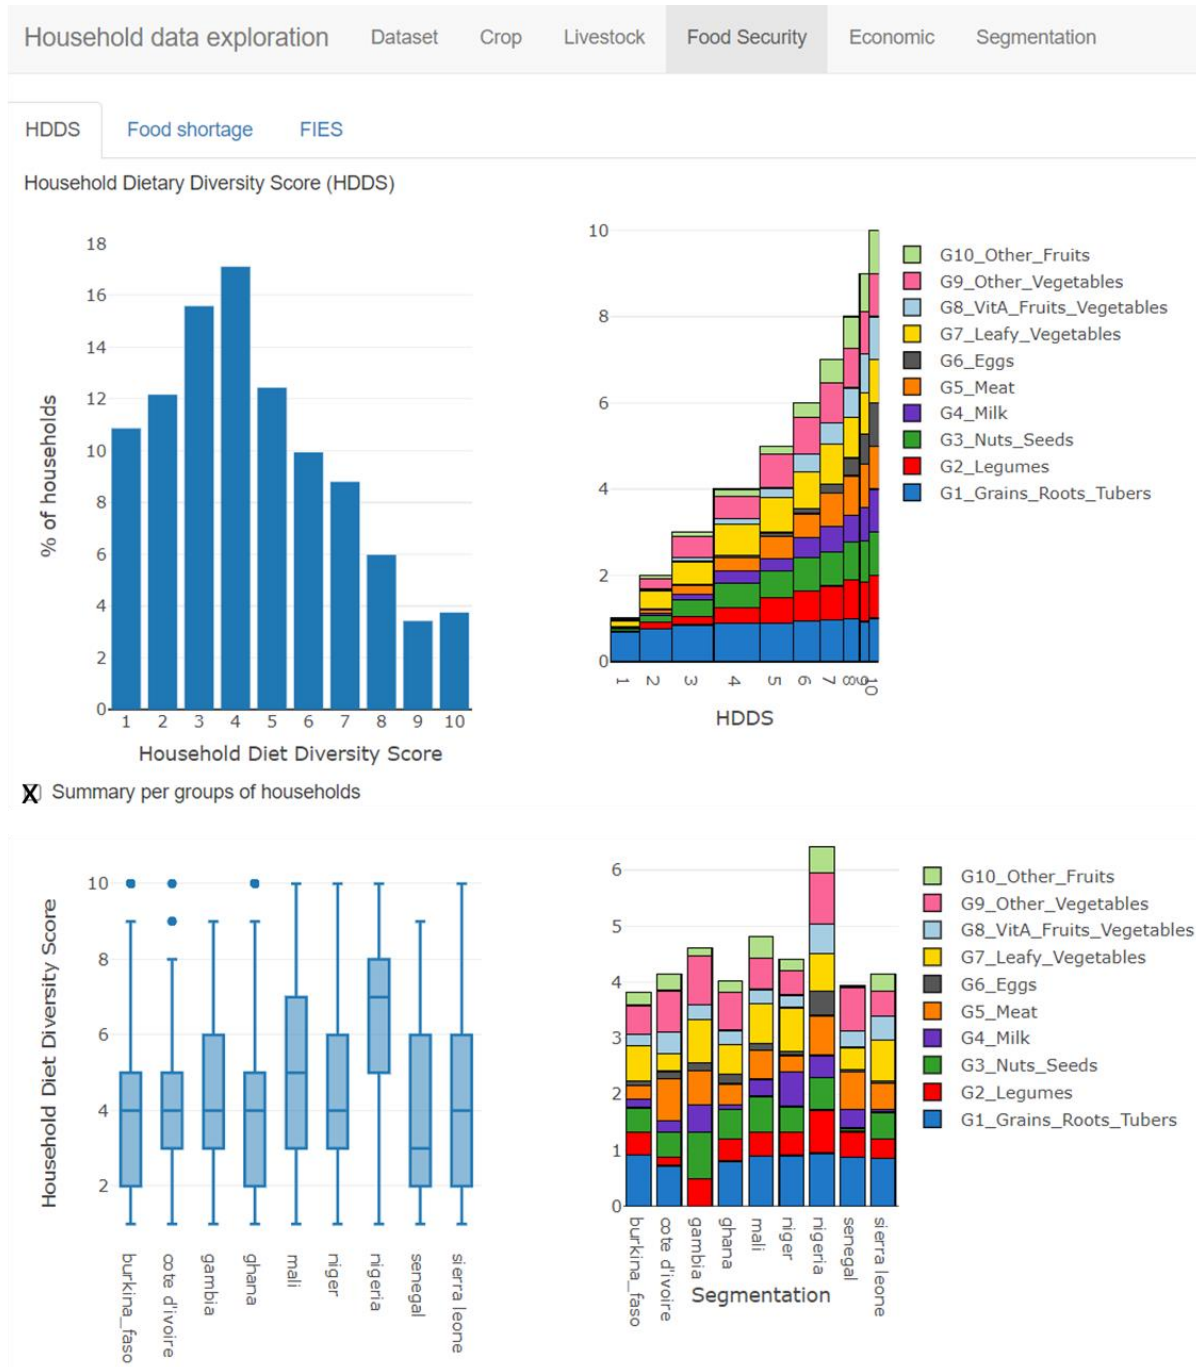 Household data exploration Dataset Crop Livestock Food Security Economic Segmentation
HDDS Food shortage FIES
Household Dietary Diversity Score (HDDS)
% of households
18
16
14
12
10
8
6
4
2
0
1 2 3 4 5 6 7 8 9 10
Household Diet Diversity Score
10
8
6
4
2
0
1 2 3 4 5 6 7 8 9 10
HDDS
G10_Other_Fruits
G9_Other_Vegetables
G8_VitA_Fruits_Vegetables
G7_Leafy_Vegetables
G6_Eggs
G5_Meat
G4_Milk
G3_Nuts_Seeds
G2_Legumes
G1_Grains_Roots_Tubers
X Summary per groups of households
Household Diet Diversity Score
10
8
6
4
2
burkina_faso
cote d'ivoire
gambia
ghana
mali
niger
nigeria
senegal
sierra leone
6
5
4
3
2
1
0
burkina_faso
cote d'ivoire
gambia
ghana
mali
niger
nigeria
senegal
sierra leone
Segmentation
G10_Other_Fruits
G9_Other_Vegetables
G8_VitA_Fruits_Vegetables
G7_Leafy_Vegetables
G6_Eggs
G5_Meat
G4_Milk
G3_Nuts_Seeds
G2_Legumes
G1_Grains_Roots_Tubers